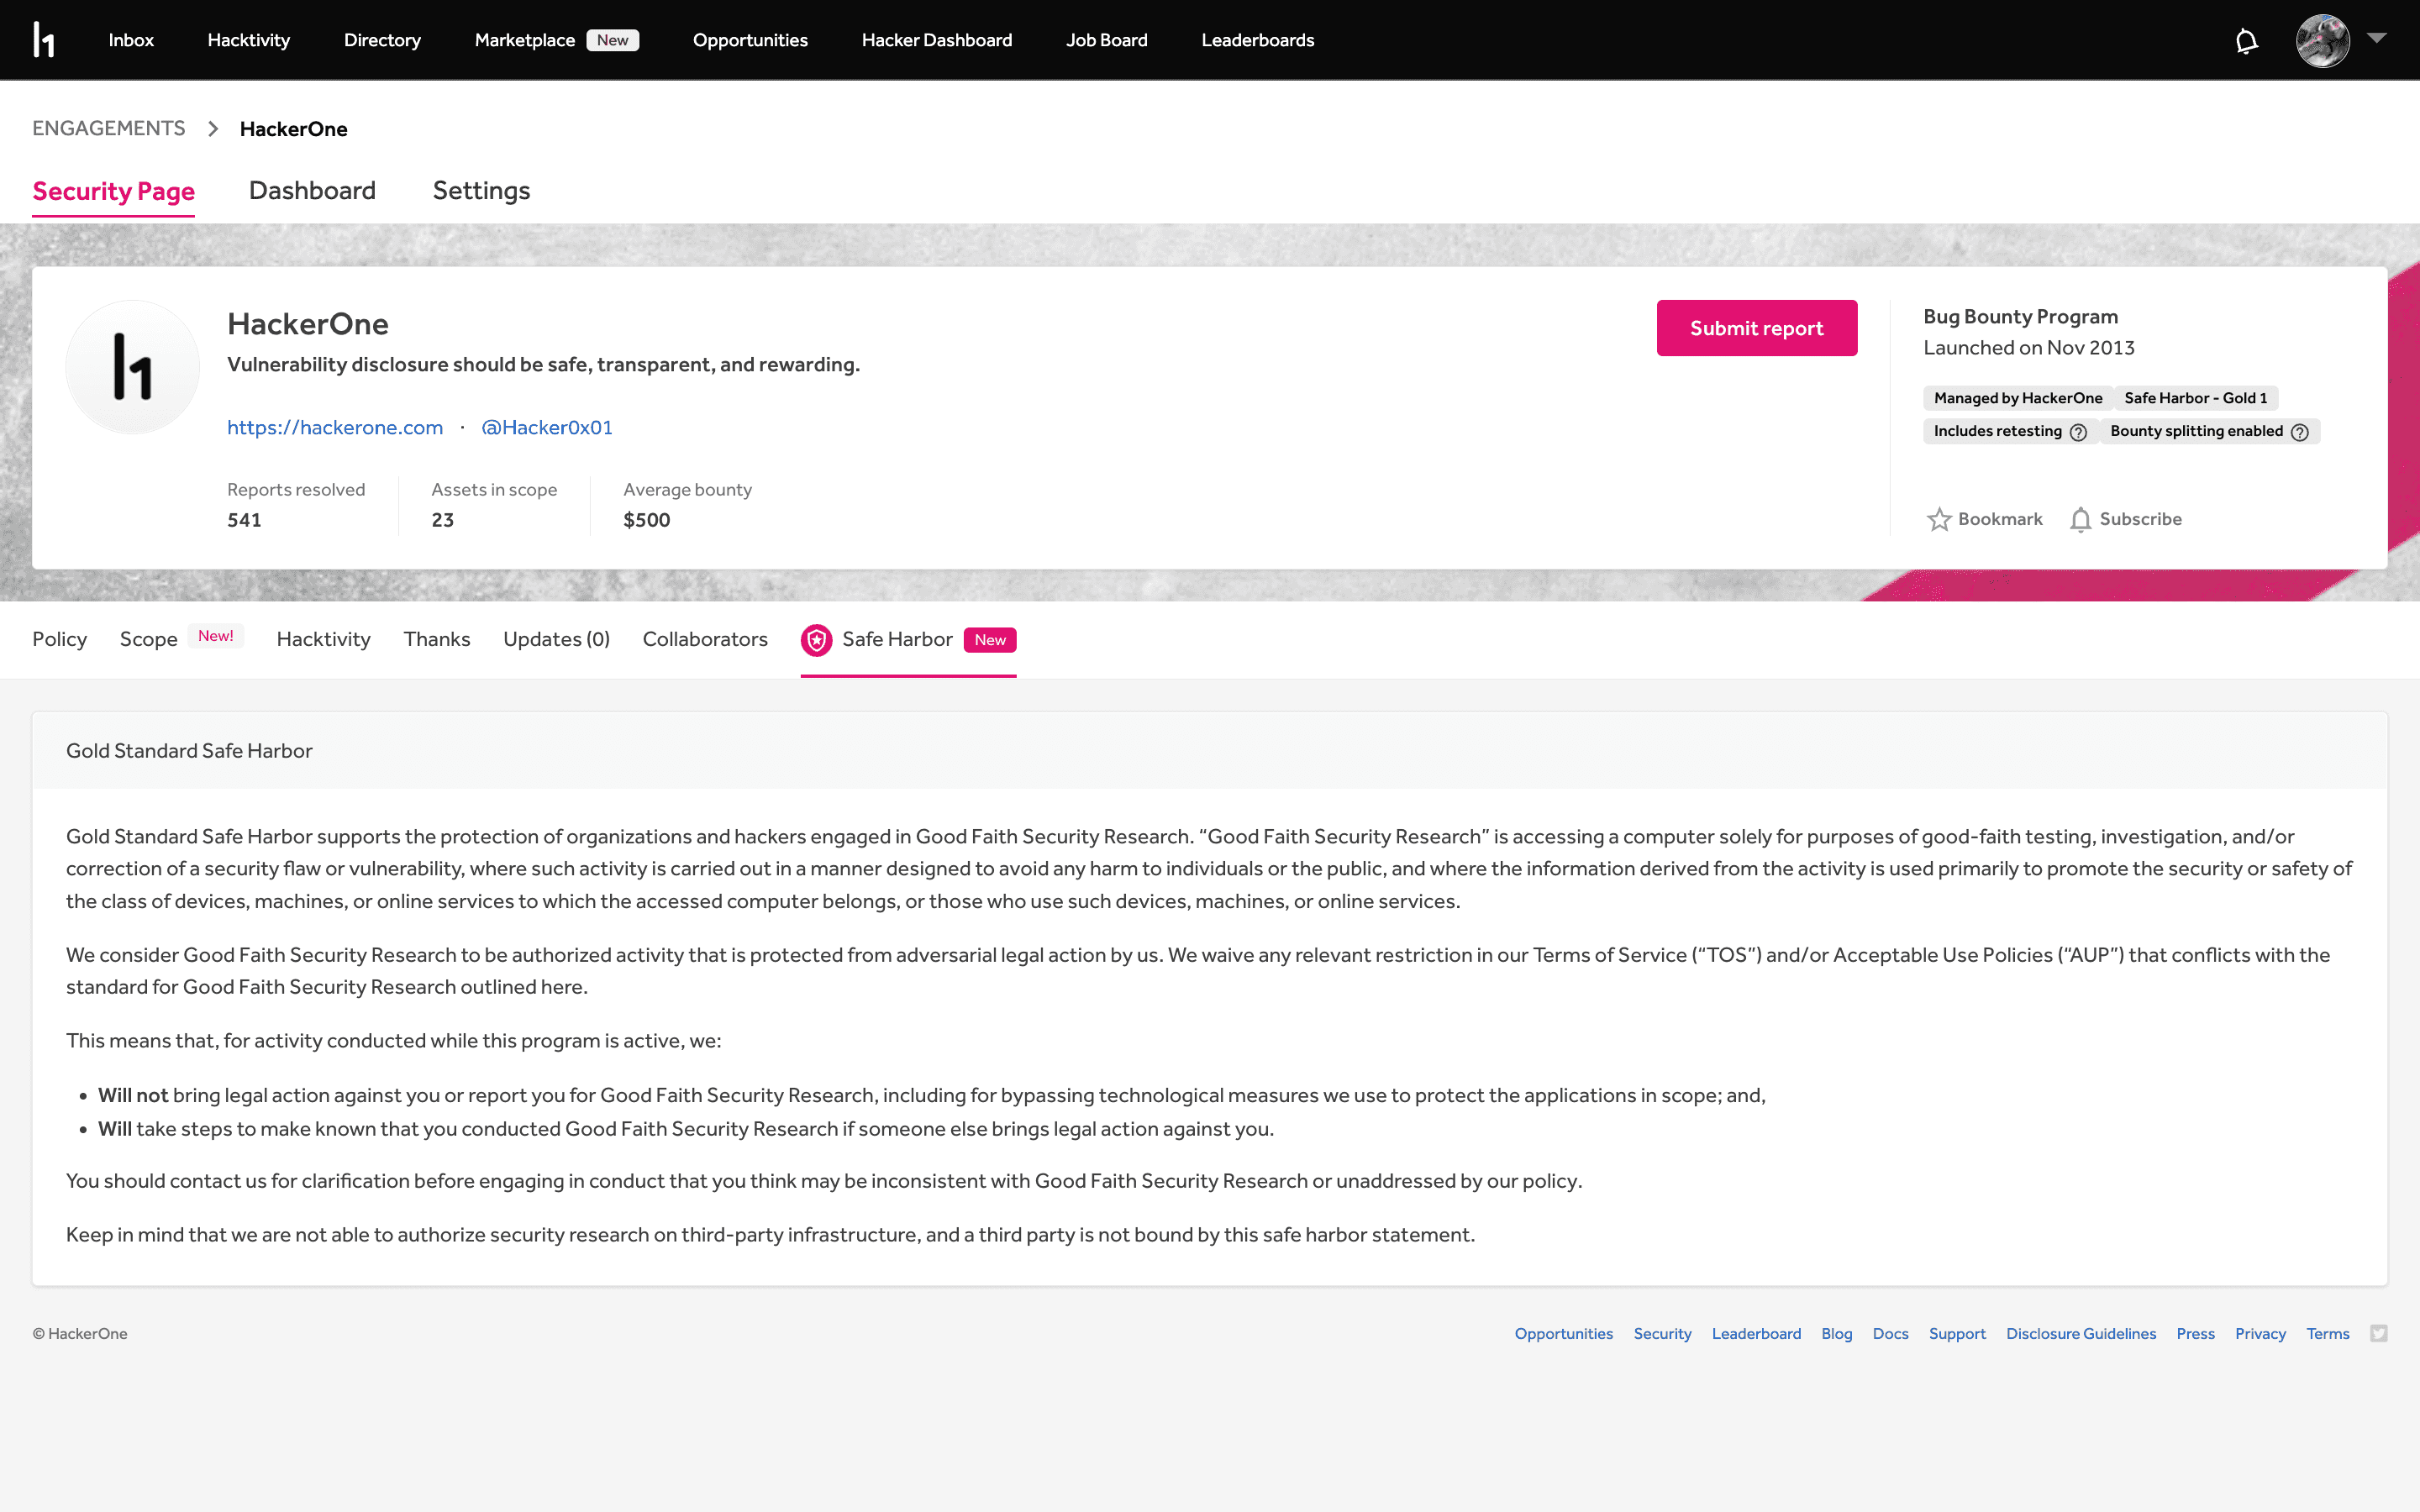 h1 Inbox Hacktivity Directory Marketplace New Opportunities Hacker Dashboard Job Board Leaderboards
ENGAGEMENTS > HackerOne
Security Page Dashboard Settings
h1
HackerOne
Vulnerability disclosure should be safe, transparent, and rewarding.
https://hackerone.com · @Hacker0x01
Reports resolved Assets in scope Average bounty
541 23 $500
Submit report
Bug Bounty Program
Launched on Nov 2013
Managed by HackerOne Safe Harbor - Gold 1
Includes retesting ? Bounty splitting enabled ?
Bookmark Subscribe
Policy Scope New! Hacktivity Thanks Updates (0) Collaborators Safe Harbor New
Gold Standard Safe Harbor
Gold Standard Safe Harbor supports the protection of organizations and hackers engaged in Good Faith Security Research. “Good Faith Security Research” is accessing a computer solely for purposes of good-faith testing, investigation, and/or
correction of a security flaw or vulnerability, where such activity is carried out in a manner designed to avoid any harm to individuals or the public, and where the information derived from the activity is used primarily to promote the security or safety of
the class of devices, machines, or online services to which the accessed computer belongs, or those who use such devices, machines, or online services.
We consider Good Faith Security Research to be authorized activity that is protected from adversarial legal action by us. We waive any relevant restriction in our Terms of Service (“TOS”) and/or Acceptable Use Policies (“AUP”) that conflicts with the
standard for Good Faith Security Research outlined here.
This means that, for activity conducted while this program is active, we:
• Will not bring legal action against you or report you for Good Faith Security Research, including for bypassing technological measures we use to protect the applications in scope; and,
• Will take steps to make known that you conducted Good Faith Security Research if someone else brings legal action against you.
You should contact us for clarification before engaging in conduct that you think may be inconsistent with Good Faith Security Research or unaddressed by our policy.
Keep in mind that we are not able to authorize security research on third-party infrastructure, and a third party is not bound by this safe harbor statement.
© HackerOne Opportunities Security Leaderboard Blog Docs Support Disclosure Guidelines Press Privacy Terms